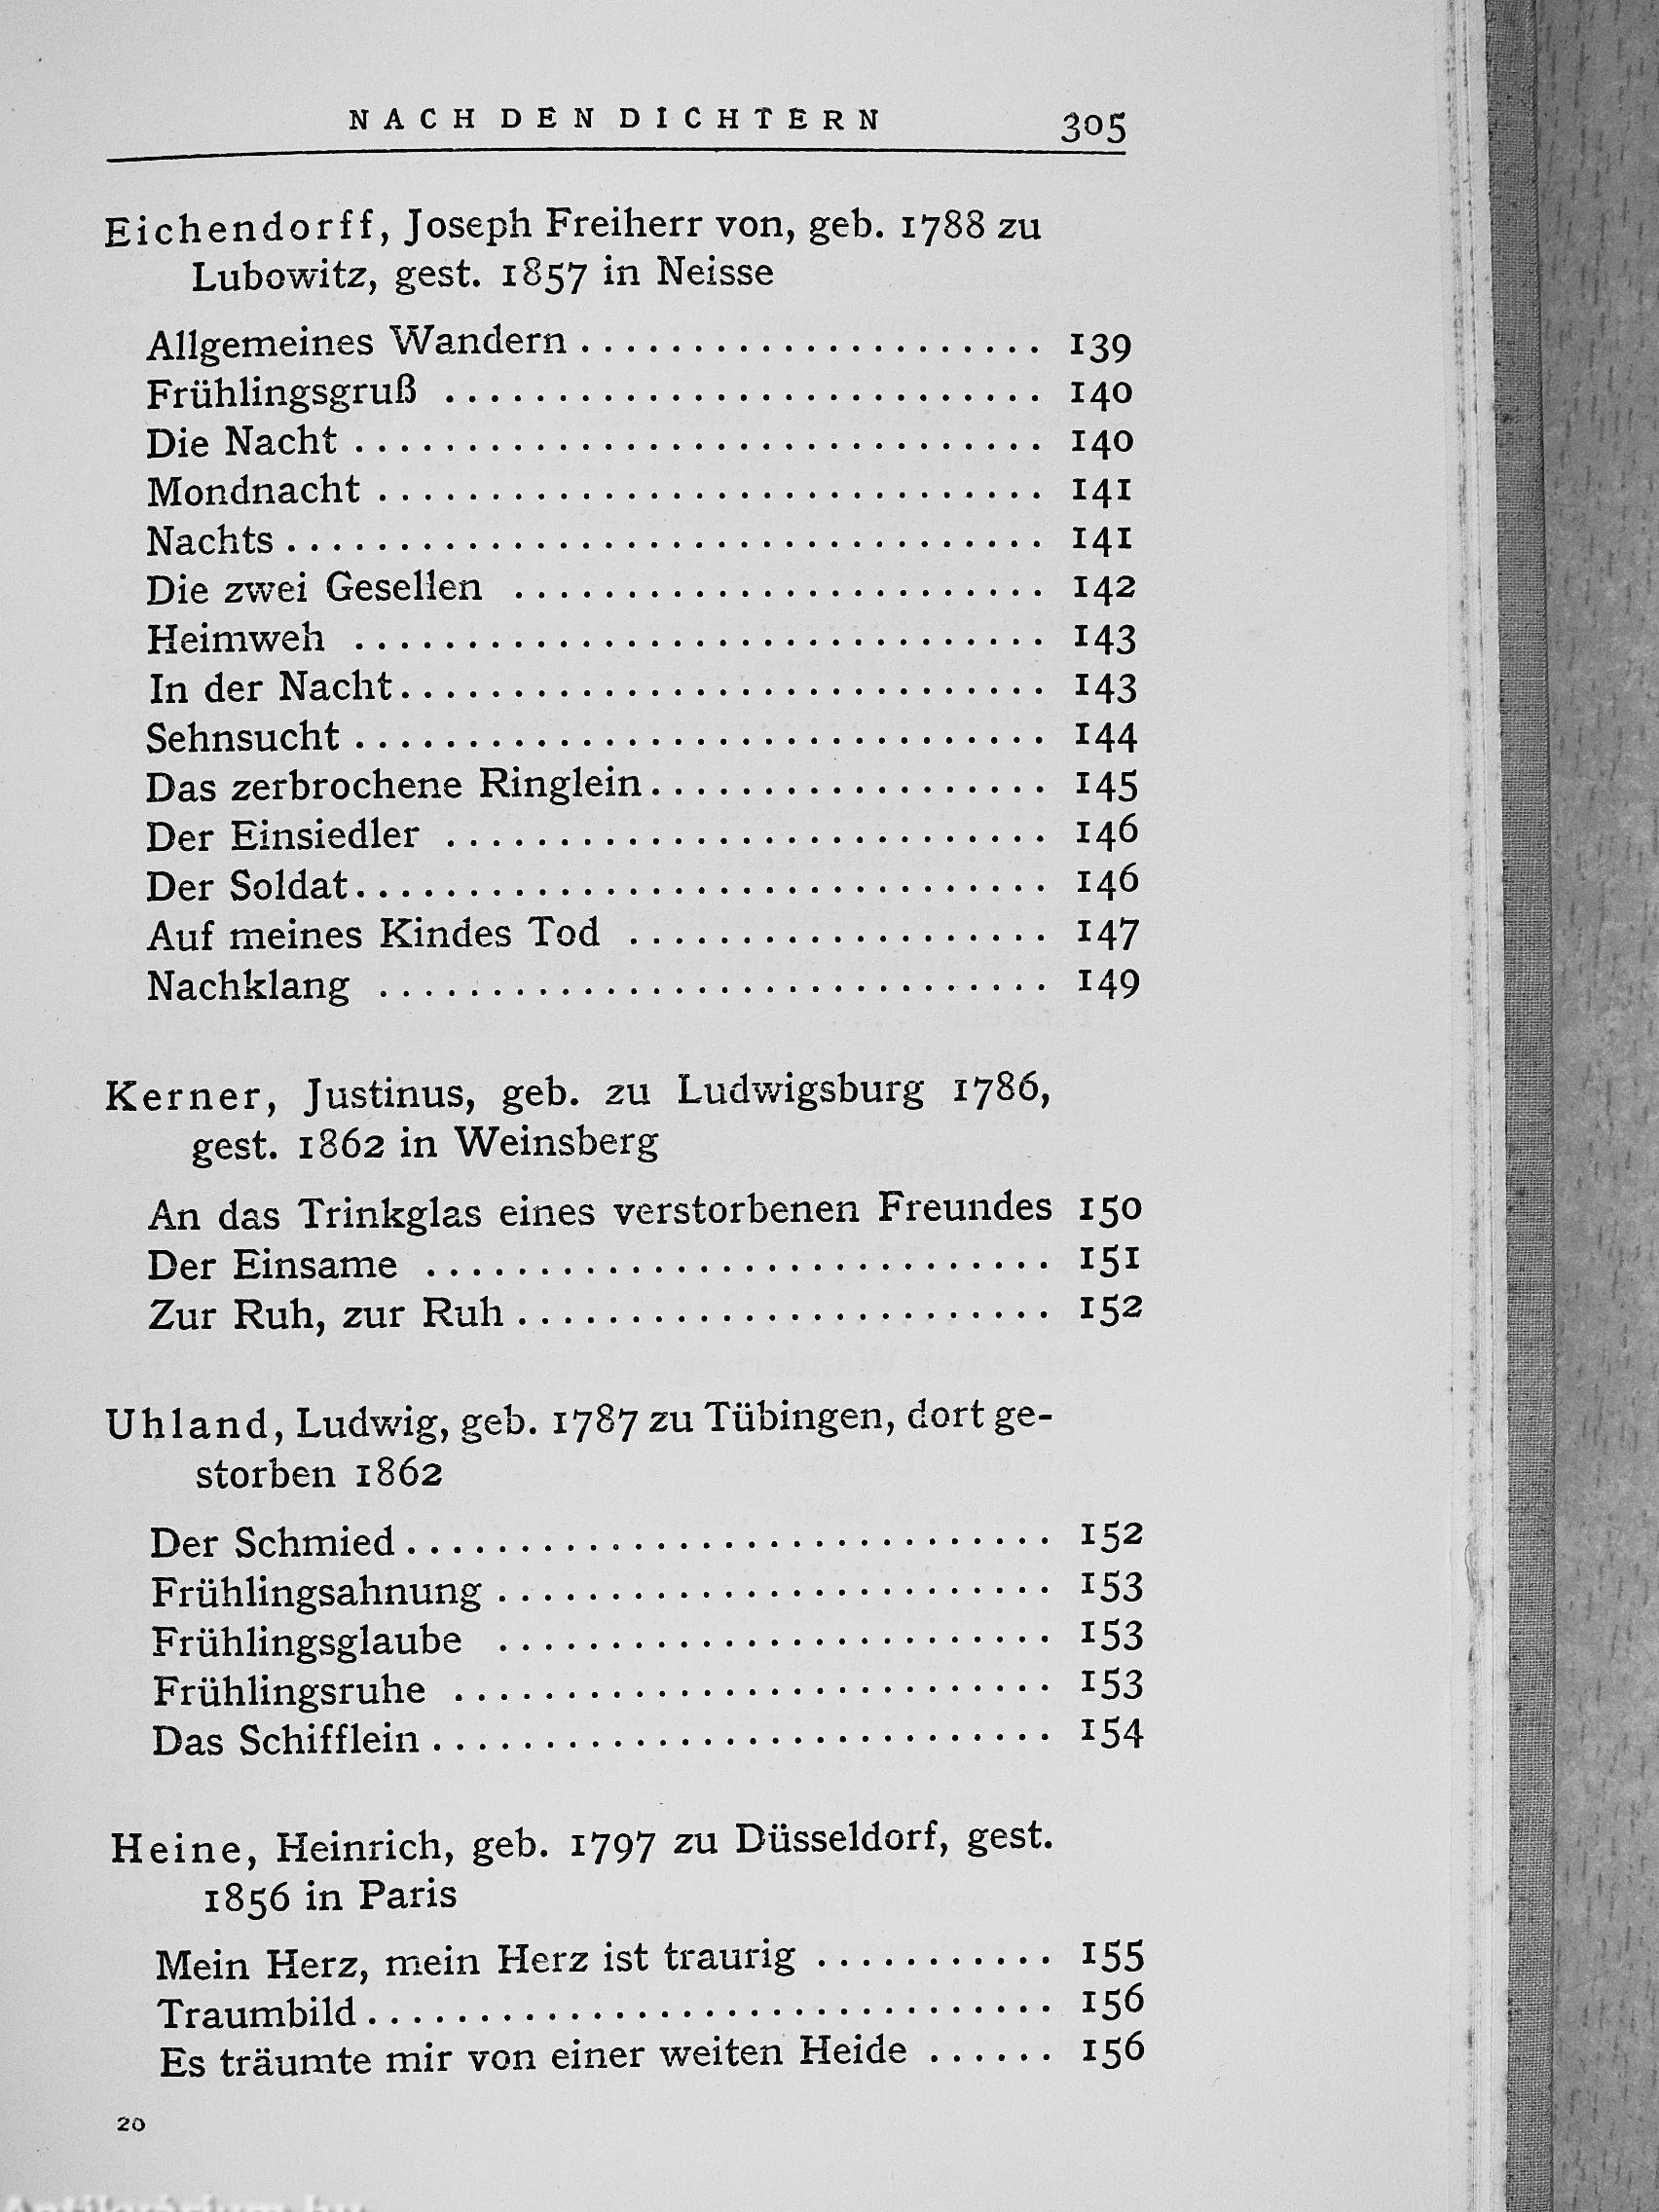 NACH DEN DICHTERN 305
Eichendorff, Joseph Freiherr von, geb. 1788 zu
Lubowitz, gest. 1857 in Neisse
Allgemeines Wandern ..................... 139
Frühlingsgruß ........................... 140
Die Nacht ............................... 140
Mondnacht .............................. 141
Nachts .................................. 141
Die zwei Gesellen ........................ 142
Heimweh ............................... 143
In der Nacht ............................. 143
Sehnsucht ............................... 144
Das zerbrochene Ringlein .................. 145
Der Einsiedler ........................... 146
Der Soldat ............................... 146
Auf meines Kindes Tod ................... 147
Nachklang .............................. 149
Kerner, Justinus, geb. zu Ludwigsburg 1786,
gest. 1862 in Weinsberg
An das Trinkglas eines verstorbenen Freundes 150
Der Einsame ............................ 151
Zur Ruh, zur Ruh ........................ 152
Uhland, Ludwig, geb. 1787 zu Tübingen, dort ge-
storben 1862
Der Schmied ............................. 152
Frühlingsahnung ......................... 153
Frühlingsglaube ......................... 153
Frühlingsruhe ........................... 153
Das Schifflein ............................ 154
Heine, Heinrich, geb. 1797 zu Düsseldorf, gest.
1856 in Paris
Mein Herz, mein Herz ist traurig ........... 155
Traumbild ............................... 156
Es träumte mir von einer weiten Heide ...... 156
20